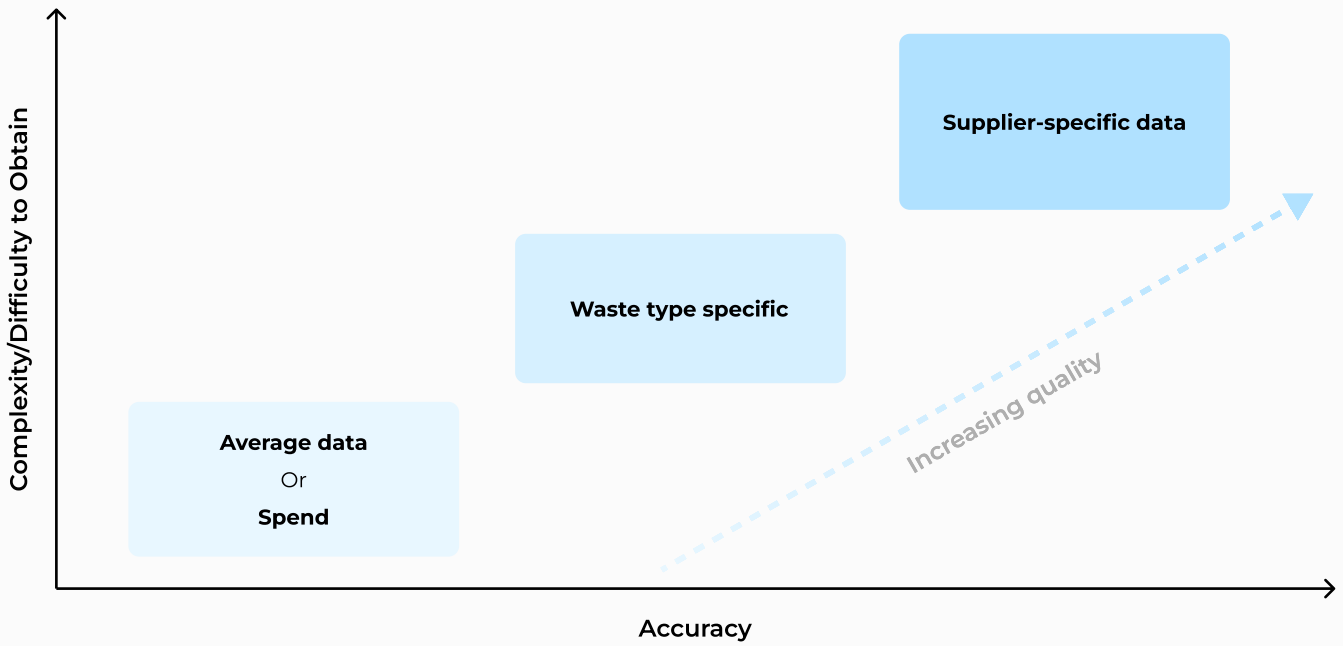 Complexity/Difficulty to Obtain
Supplier-specific data
Waste type specific
Average data
Or
Spend
Increasing quality
Accuracy